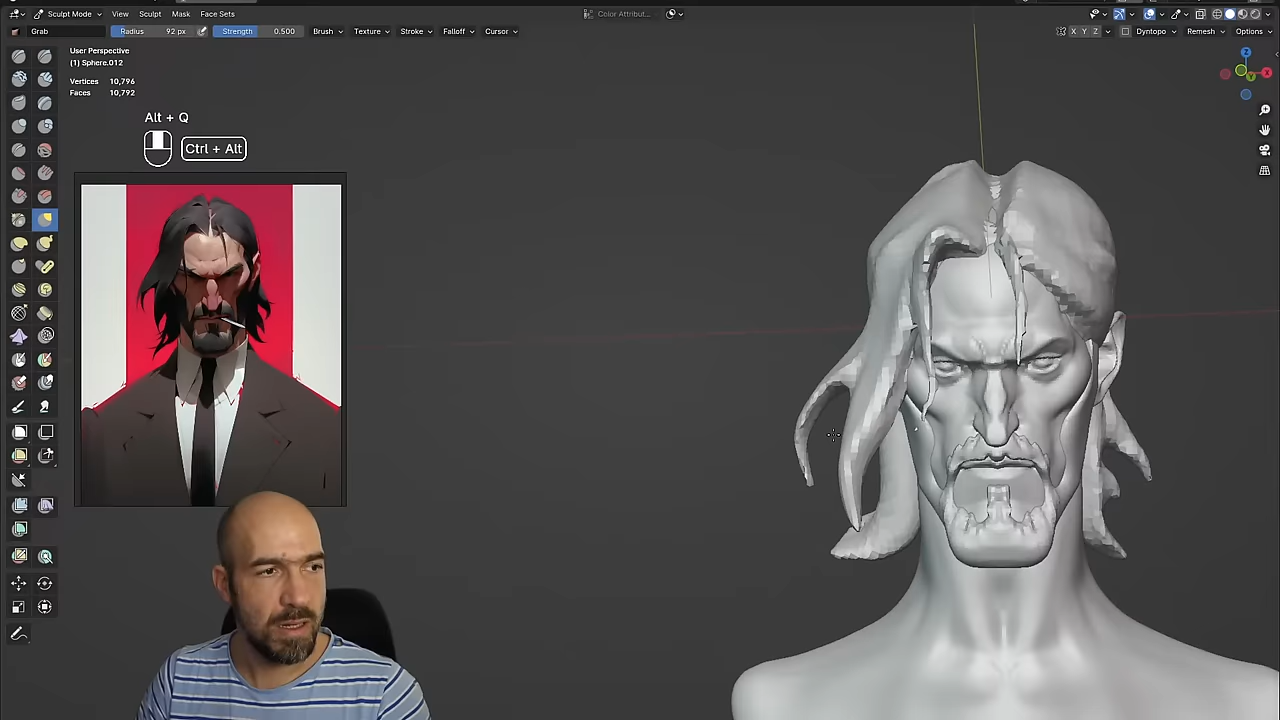 Sculpt Mode View Sculpt Mask Face Sets Color Attribut...
Grab Radius 92 px Strength 0.500 Brush Texture Stroke Falloff Cursor X Y Z Dyntopo Remesh Options
User Perspective
(1) Sphere.012
Vertices 10,796
Faces 10,792
Alt + Q
Ctrl + Alt
Z
X
Y